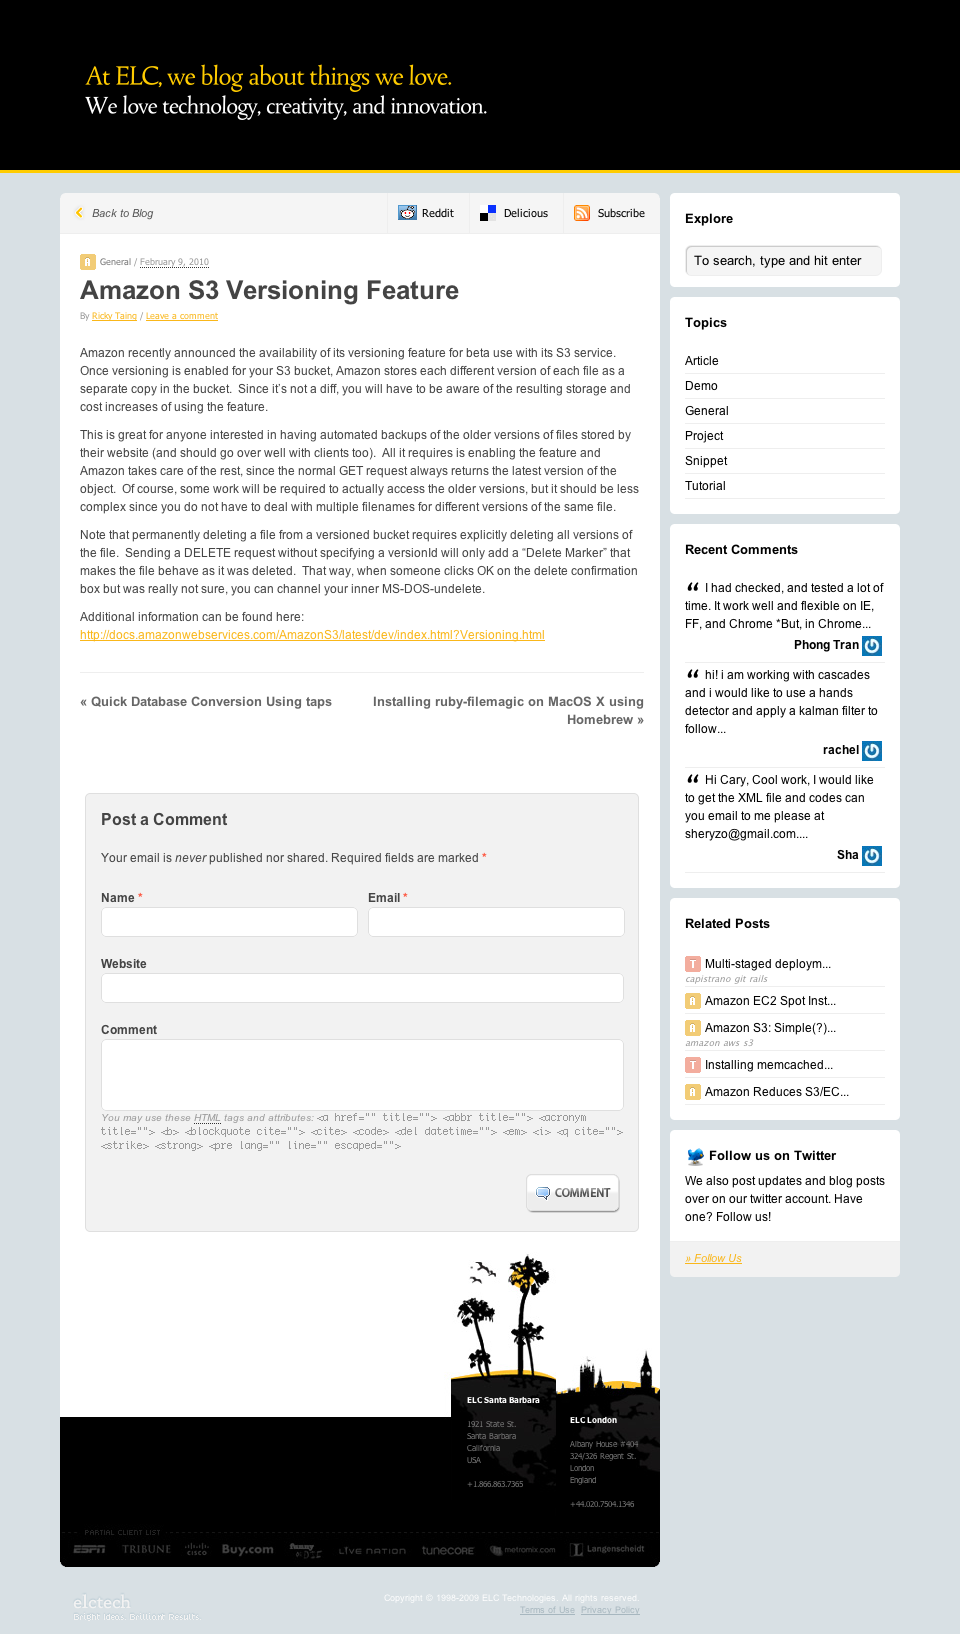 At ELC, we blog about things we love.
We love technology, creativity, and innovation.
Back to Blog
Reddit
Delicious
Subscribe
General / February 9, 2010
Amazon S3 Versioning Feature
By Ricky Taing / Leave a comment
Amazon recently announced the availability of its versioning feature for beta use with its S3 service.
Once versioning is enabled for your S3 bucket, Amazon stores each different version of each file as a
separate copy in the bucket.  Since it's not a diff, you will have to be aware of the resulting storage and
cost increases of using the feature.
This is great for anyone interested in having automated backups of the older versions of files stored by
their website (and should go over well with clients too).  All it requires is enabling the feature and
Amazon takes care of the rest, since the normal GET request always returns the latest version of the
object.  Of course, some work will be required to actually access the older versions, but it should be less
complex since you do not have to deal with multiple filenames for different versions of the same file.
Note that permanently deleting a file from a versioned bucket requires explicitly deleting all versions of
the file.  Sending a DELETE request without specifying a versionId will only add a “Delete Marker” that
makes the file behave as it was deleted.  That way, when someone clicks OK on the delete confirmation
box but was really not sure, you can channel your inner MS-DOS-undelete.
Additional information can be found here:
http://docs.amazonwebservices.com/AmazonS3/latest/dev/index.html?Versioning.html
« Quick Database Conversion Using taps
Installing ruby-filemagic on MacOS X using
Homebrew »
Post a Comment
Your email is never published nor shared. Required fields are marked *
Name *
Email *
Website
Comment
You may use these HTML tags and attributes: <a href="" title=""> <abbr title=""> <acronym
title=""> <b> <blockquote cite=""> <cite> <code> <del datetime=""> <em> <i> <q cite="">
<strike> <strong> <pre lang="" line="" escaped="">
COMMENT
Explore
To search, type and hit enter
Topics
Article
Demo
General
Project
Snippet
Tutorial
Recent Comments
“ I had checked, and tested a lot of
time. It work well and flexible on IE,
FF, and Chrome *But, in Chrome...
Phong Tran
“ hi! i am working with cascades
and i would like to use a hands
detector and apply a kalman filter to
follow...
rachel
“ Hi Cary, Cool work, I would like
to get the XML file and codes can
you email to me please at
sheryzo@gmail.com....
Sha
Related Posts
T Multi-staged deploym...
capistrano git rails
A Amazon EC2 Spot Inst...
A Amazon S3: Simple(?)...
amazon aws s3
T Installing memcached...
A Amazon Reduces S3/EC...
Follow us on Twitter
We also post updates and blog posts
over on our twitter account. Have
one? Follow us!
» Follow Us
ELC Santa Barbara
1921 State St.
Santa Barbara
California
USA
+1.866.863.7365
ELC London
Albany House #404
324/326 Regent St.
London
England
+44.020.7504.1346
PARTIAL CLIENT LIST
ESPN
TRIBUNE
CISCO
Buy.com
funny
LIVE NATION
TUNECORE
metromix.com
Langenscheidt
elctech
Bright Ideas. Brilliant Results.
Copyright © 1998-2009 ELC Technologies. All rights reserved.
Terms of Use  Privacy Policy